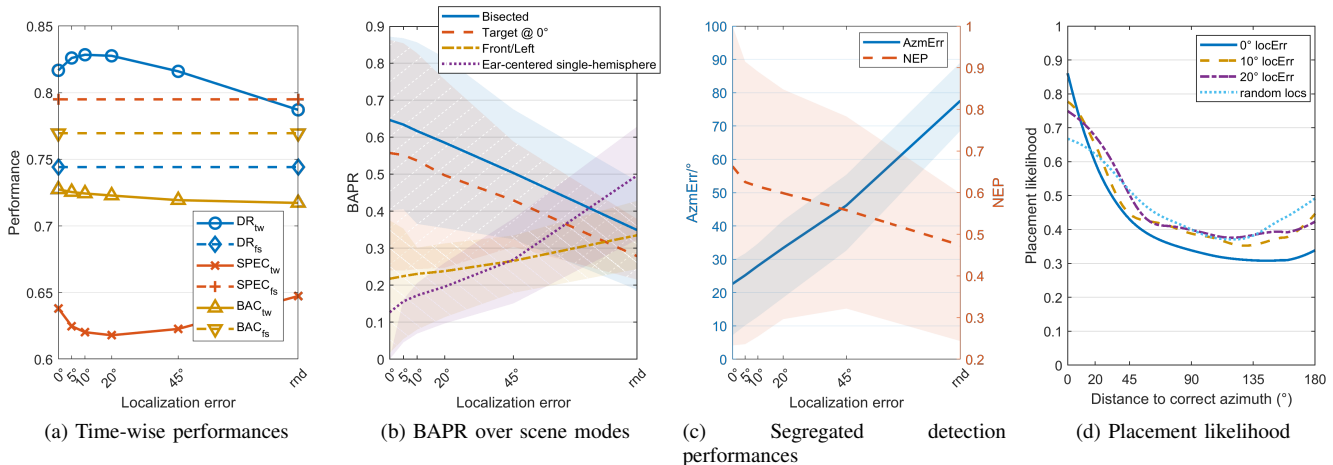 0.85
0.8
0.75
0.7
0.65
0.6
Performance
0° 5° 10° 20° 45° rnd
Localization error
DRtw
DRfs
SPECtw
SPECfs
BACtw
BACfs
(a) Time-wise performances
0.9
0.8
0.7
0.6
0.5
0.4
0.3
0.2
0.1
0
BAPR
0° 5° 10° 20° 45° rnd
Localization error
Bisected
Target @ 0°
Front/Left
Ear-centered single-hemisphere
(b) BAPR over scene modes
100
90
80
70
60
50
40
30
20
10
0
AzmErr/°
0° 5° 10° 20° 45° rnd
Localization error
AzmErr
NEP
1
0.9
0.8
0.7
0.6
0.5
0.4
0.3
0.2
NEP
(c) Segregated detection
performances
1
0.9
0.8
0.7
0.6
0.5
0.4
0.3
0.2
0.1
0
Placement likelihood
0 20 45 90 135 180
Distance to correct azimuth (°)
0° locErr
10° locErr
20° locErr
random locs
(d) Placement likelihood